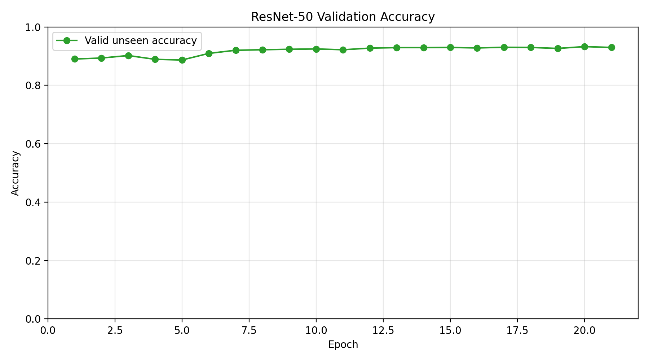 ResNet-50 Validation Accuracy
Valid unseen accuracy
Accuracy
1.0
0.8
0.6
0.4
0.2
0.0
0.0 2.5 5.0 7.5 10.0 12.5 15.0 17.5 20.0
Epoch